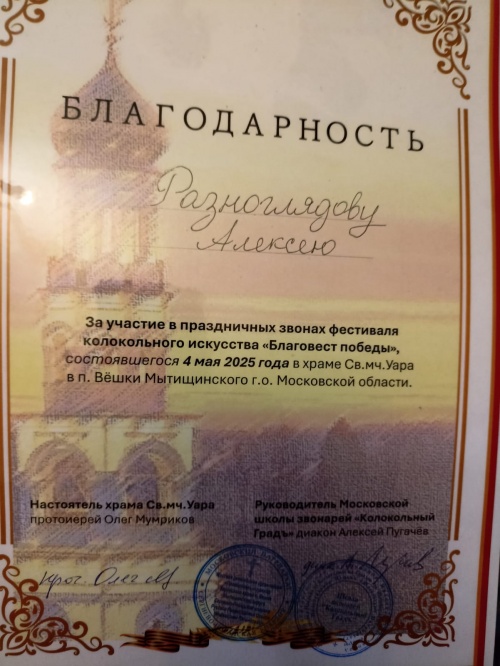 БЛАГОДАРНОСТЬ
Разноглядову
Алексею
За участие в праздничных звонах фестиваля
колокольного искусства «Благовест победы»,
состоявшегося 4 мая 2025 года в храме Св.мч.Уара
в п. Вёшки Мытищинского г.о. Московской области.
Настоятель храма Св.мч.Уара
протоиерей Олег Мумриков
Руководитель Московской
школы звонарей «Колокольный
Градъ» диакон Алексей Пугачёв